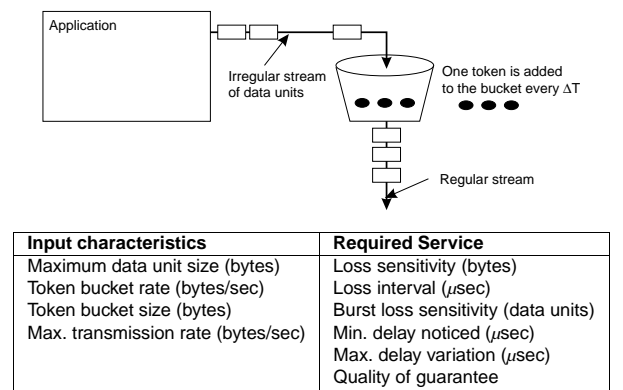 Application
Irregular stream
of data units
One token is added
to the bucket every ΔT
Regular stream
Input characteristics
Required Service
Maximum data unit size (bytes)
Loss sensitivity (bytes)
Token bucket rate (bytes/sec)
Loss interval (μsec)
Token bucket size (bytes)
Burst loss sensitivity (data units)
Max. transmission rate (bytes/sec)
Min. delay noticed (μsec)
Max. delay variation (μsec)
Quality of guarantee